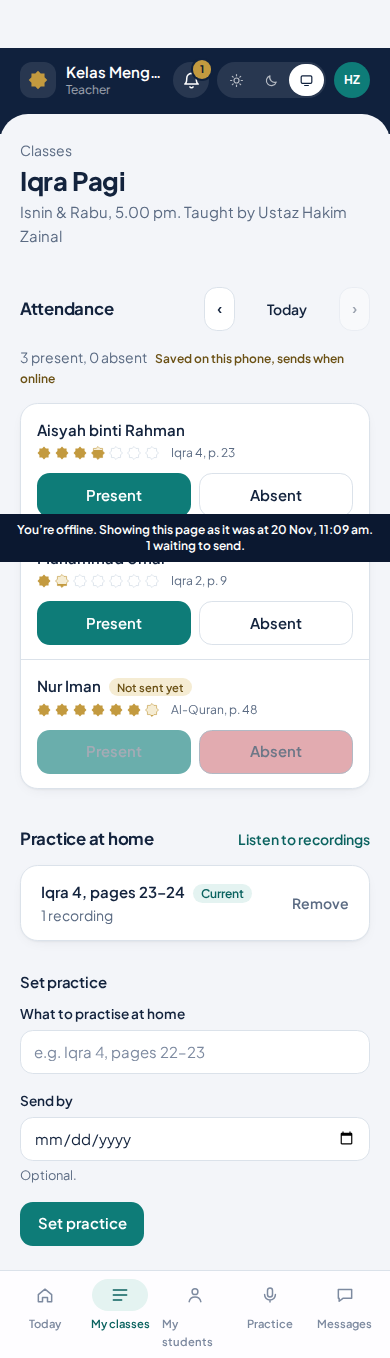 Kelas Meng…
Teacher
1
HZ
Classes
Iqra Pagi
Isnin & Rabu, 5.00 pm. Taught by Ustaz Hakim
Zainal
Attendance
‹ Today ›
3 present, 0 absent Saved on this phone, sends when
online
Aisyah binti Rahman
Iqra 4, p. 23
Present Absent
You’re offline. Showing this page as it was at 20 Nov, 11:09 am.
1 waiting to send.
Iqra 2, p. 9
Present Absent
Nur Iman Not sent yet
Al-Quran, p. 48
Present Absent
Practice at home Listen to recordings
Iqra 4, pages 23–24 Current
1 recording
Remove
Set practice
What to practise at home
e.g. Iqra 4, pages 22–23
Send by
mm/dd/yyyy
Optional.
Set practice
Today My classes My students Practice Messages